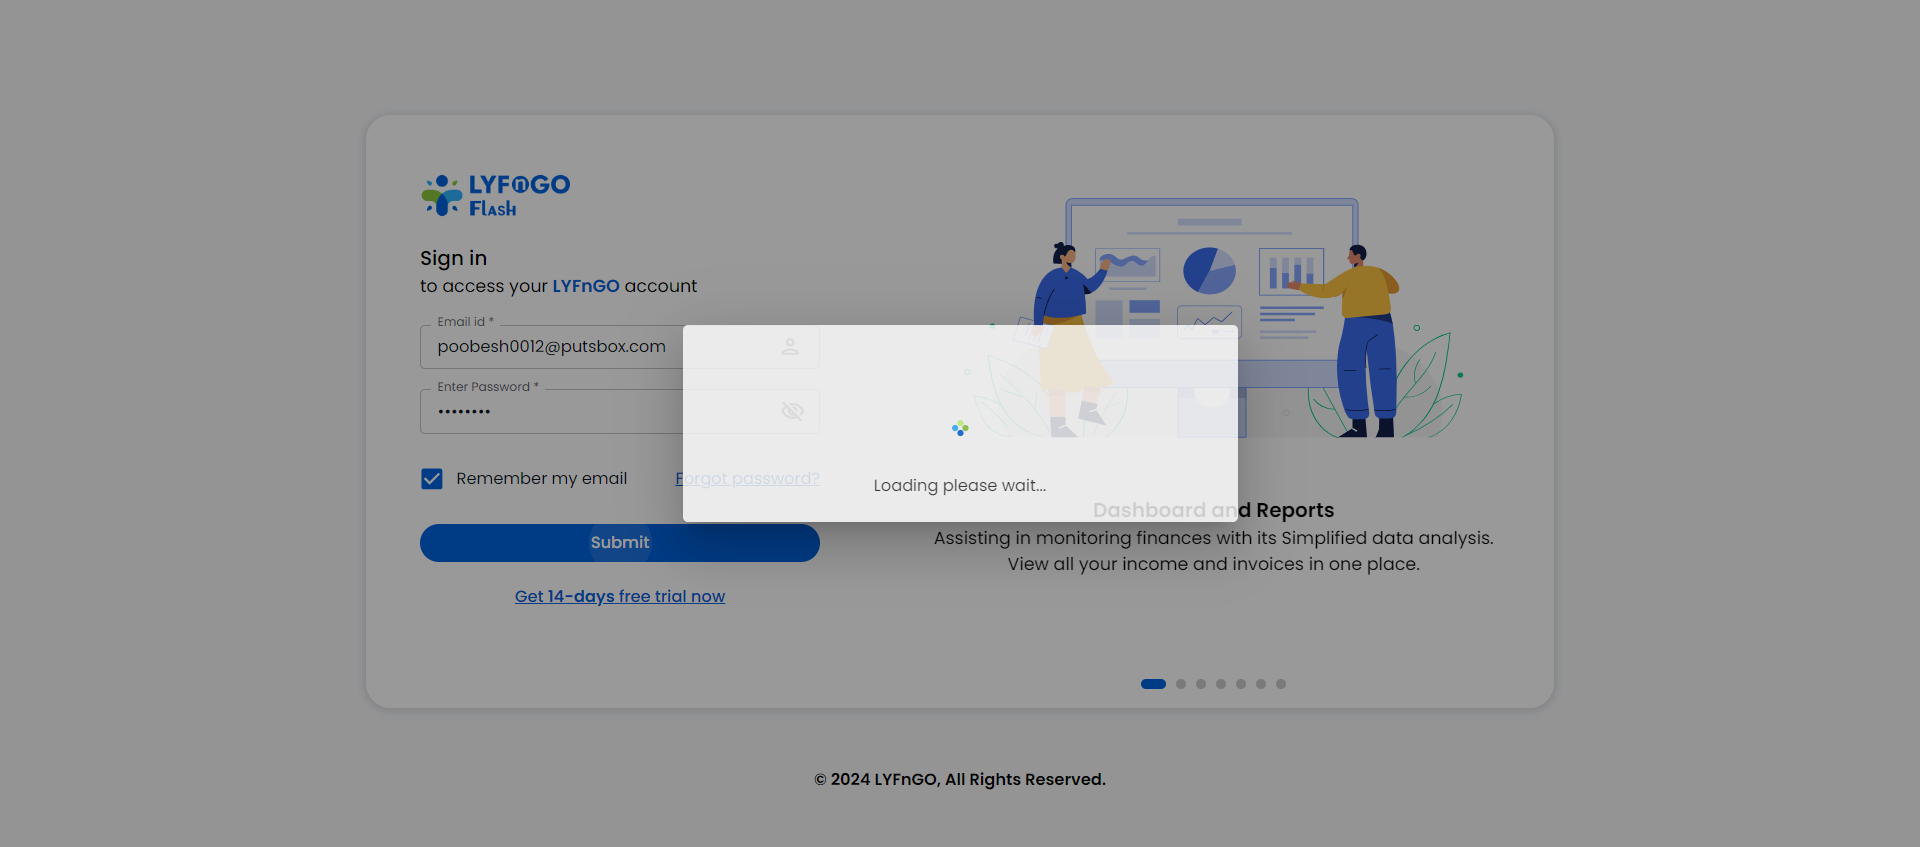 LYFnGO
Flash
Sign in
to access your LYFnGO account
Email id *
poobesh0012@putsbox.com
Enter Password *
••••••••
Remember my email
Forgot password?
Submit
Get 14-days free trial now
Loading please wait...
Dashboard and Reports
Assisting in monitoring finances with its Simplified data analysis.
View all your income and invoices in one place.
© 2024 LYFnGO, All Rights Reserved.